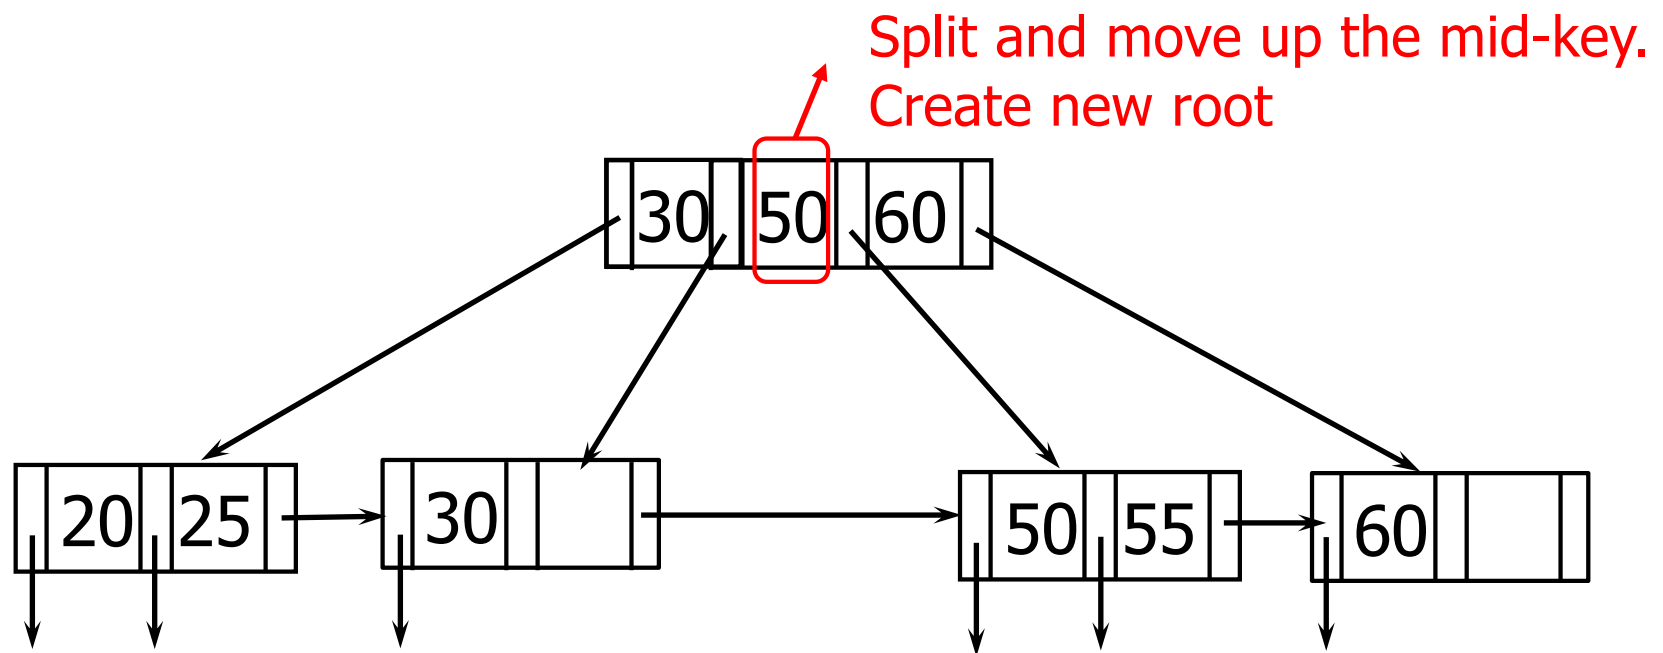 Split and move up the mid-key.
Create new root
30 50 60
20 25 30 50 55 60